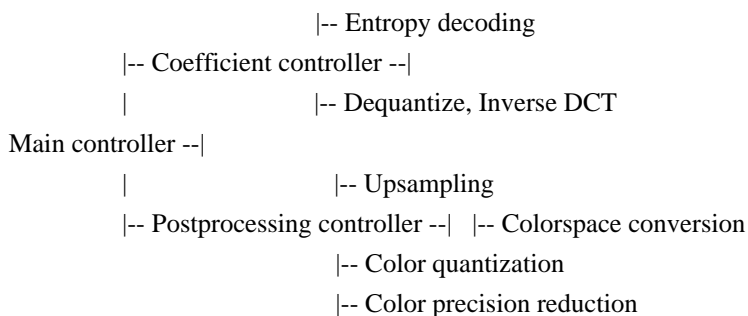 |-- Entropy decoding
|-- Coefficient controller --|
| |-- Dequantize, Inverse DCT
Main controller --|
| |-- Upsampling
|-- Postprocessing controller --| |-- Colorspace conversion
|-- Color quantization
|-- Color precision reduction